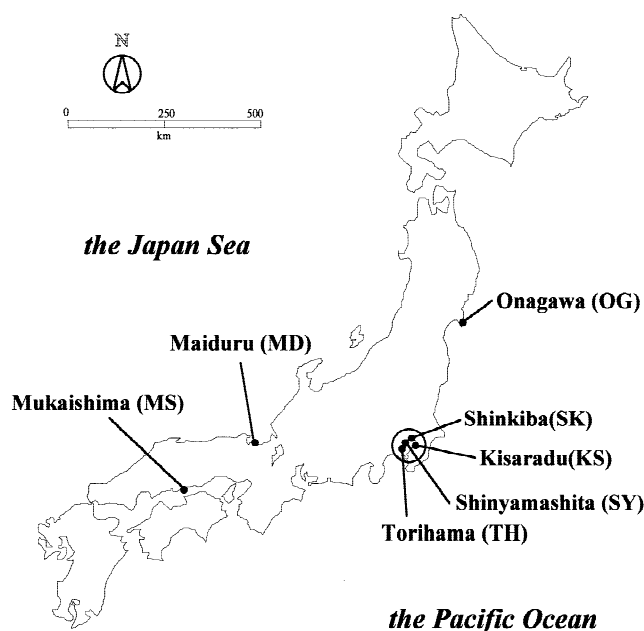 N
0 250 500
km
the Japan Sea
Onagawa (OG)
Maiduru (MD)
Mukaishima (MS)
Shinkiba(SK)
Kisaradu(KS)
Shinyamashita (SY)
Torihama (TH)
the Pacific Ocean